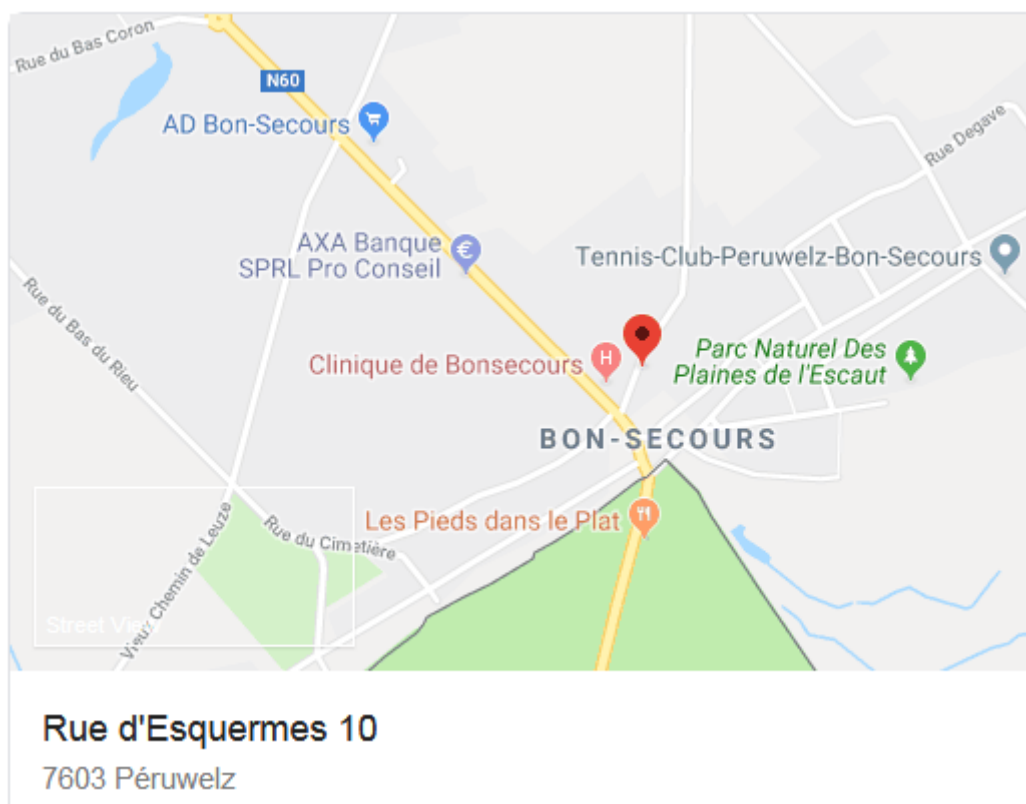 Rue du Bas Coron
N60
AD Bon-Secours
Rue Degave
AXA Banque
SPRL Pro Conseil
€
Tennis-Club-Peruwelz-Bon-Secours
Rue du Bas du Rieu
Clinique de Bonsecours
H
Parc Naturel Des
Plaines de l'Escaut
BON-SECOURS
Les Pieds dans le Plat
Rue du Cimetière
Vieux Chemin de Leuze
Street View
Rue d'Esquermes 10
7603 Péruwelz